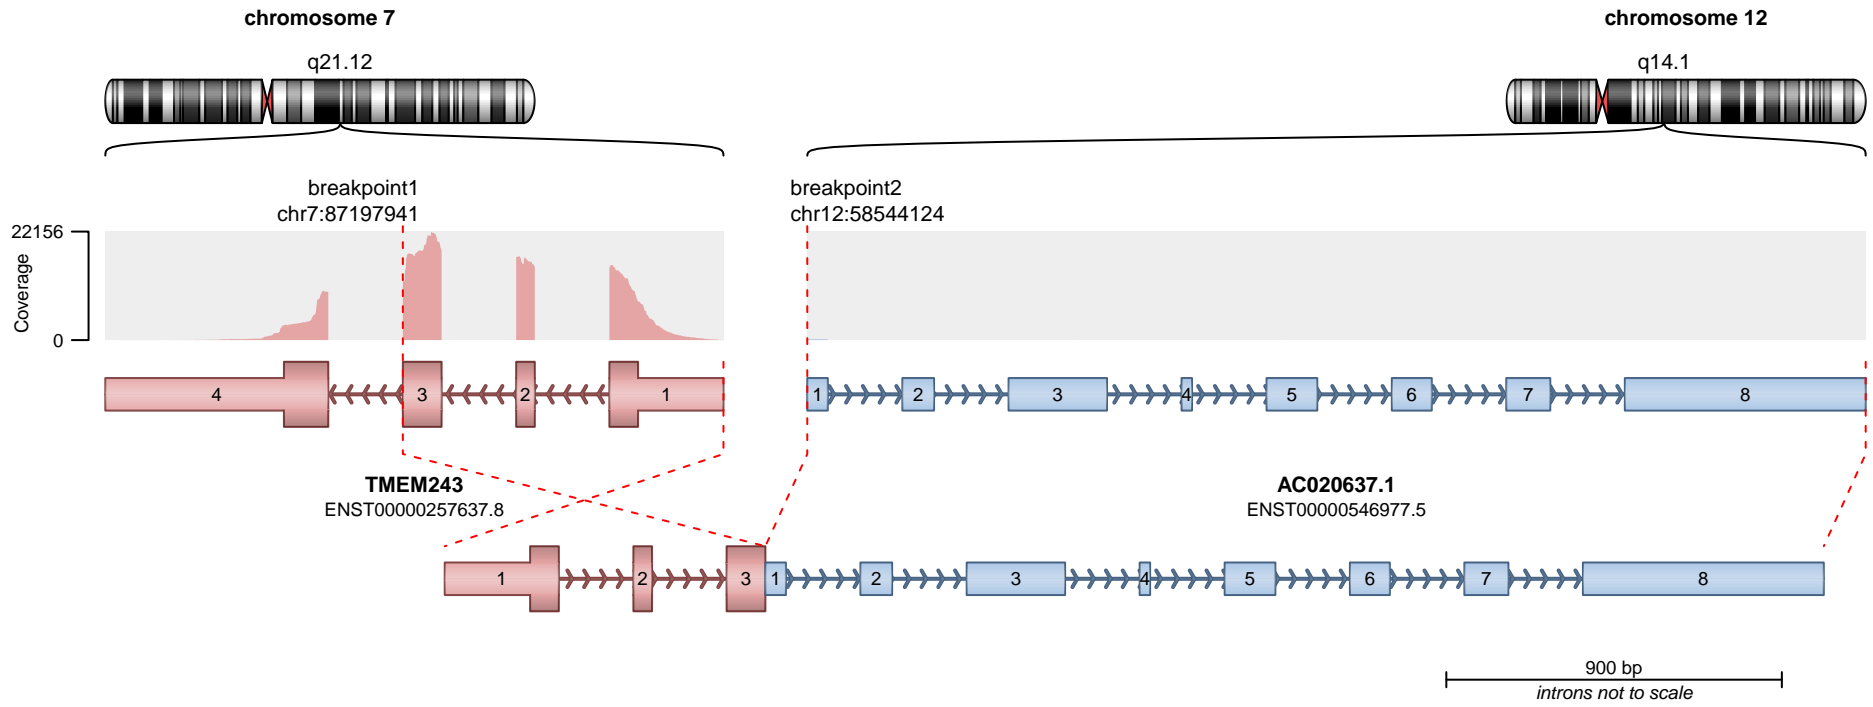 chromosome 7
chromosome 12
q21.12
q14.1
breakpoint1
chr7:87197941
breakpoint2
chr12:58544124
22156
Coverage
0
4
3
2
1
1
2
3
4
5
6
7
8
TMEM243
ENST00000257637.8
AC020637.1
ENST00000546977.5
1
2
3
1
2
3
4
5
6
7
8
900 bp
introns not to scale